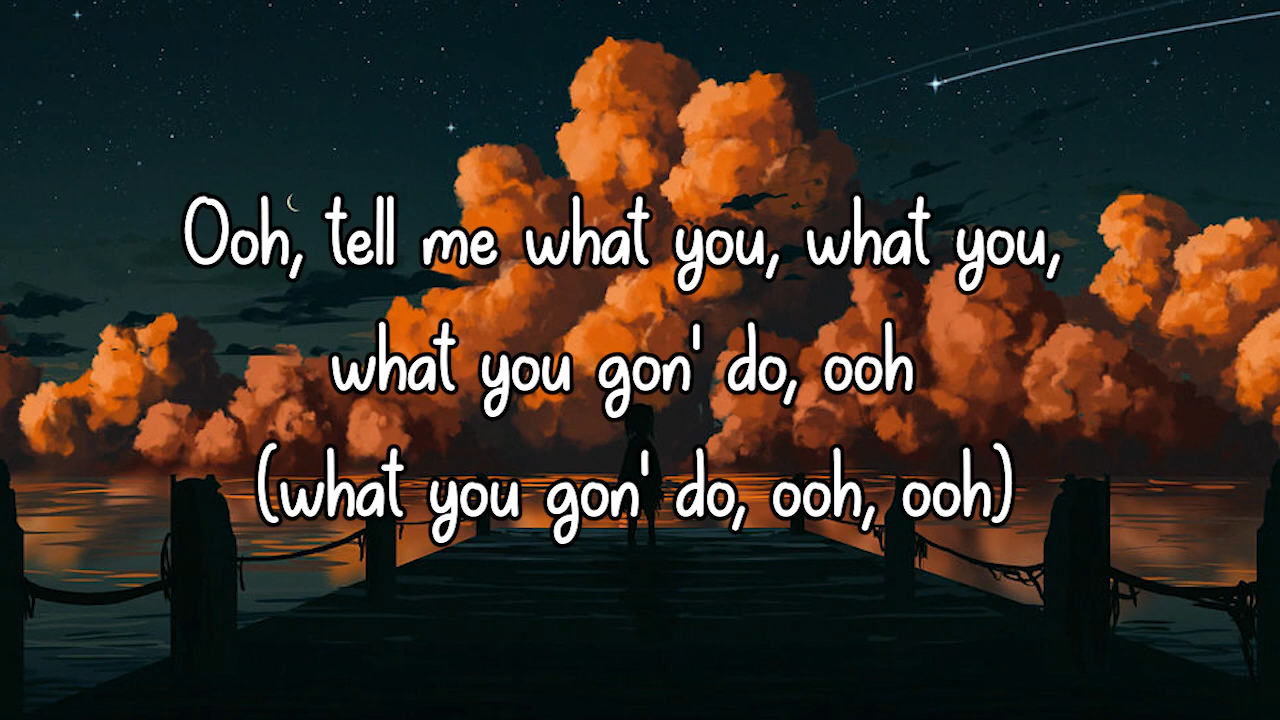 Ooh, tell me what you, what you,
what you gon' do, ooh
(what you gon' do, ooh, ooh)